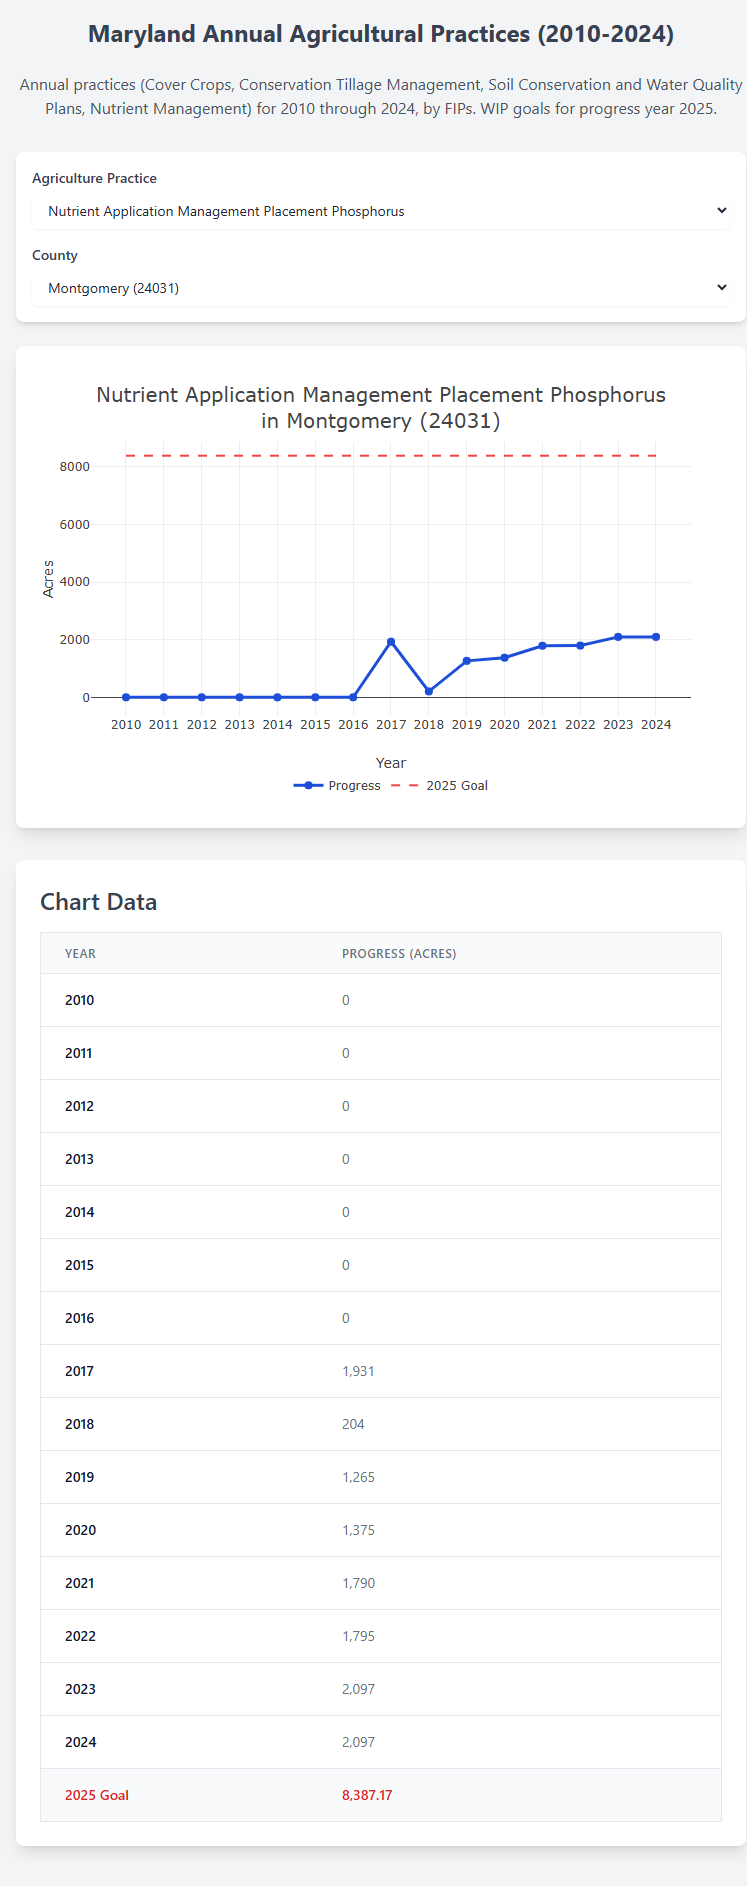 Maryland Annual Agricultural Practices (2010-2024)
Annual practices (Cover Crops, Conservation Tillage Management, Soil Conservation and Water Quality
Plans, Nutrient Management) for 2010 through 2024, by FIPs. WIP goals for progress year 2025.
Agriculture Practice
Nutrient Application Management Placement Phosphorus
County
Montgomery (24031)
Nutrient Application Management Placement Phosphorus
in Montgomery (24031)
8000
6000
4000
2000
0
Acres
2010 2011 2012 2013 2014 2015 2016 2017 2018 2019 2020 2021 2022 2023 2024
Year
Progress 2025 Goal
Chart Data
YEAR PROGRESS (ACRES)
2010 0
2011 0
2012 0
2013 0
2014 0
2015 0
2016 0
2017 1,931
2018 204
2019 1,265
2020 1,375
2021 1,790
2022 1,795
2023 2,097
2024 2,097
2025 Goal 8,387.17